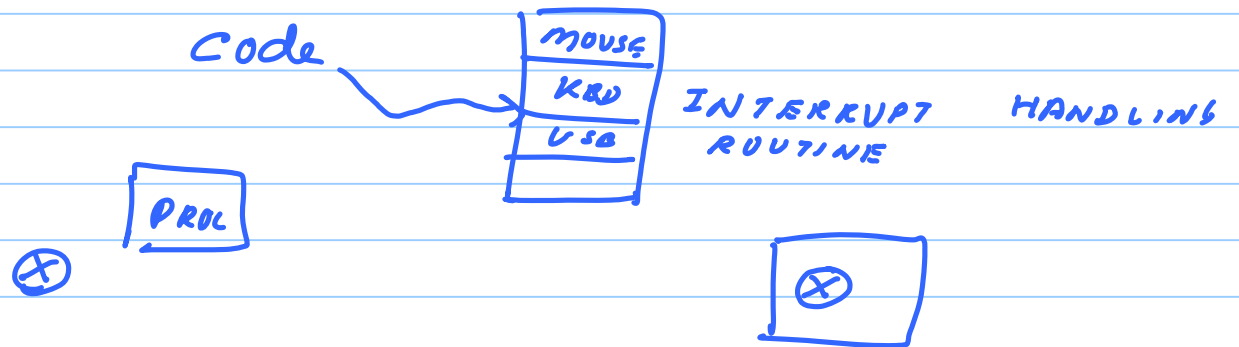 Code
MOUSE
KBD
USB
INTERRUPT HANDLING
ROUTINE
PROC
X
X